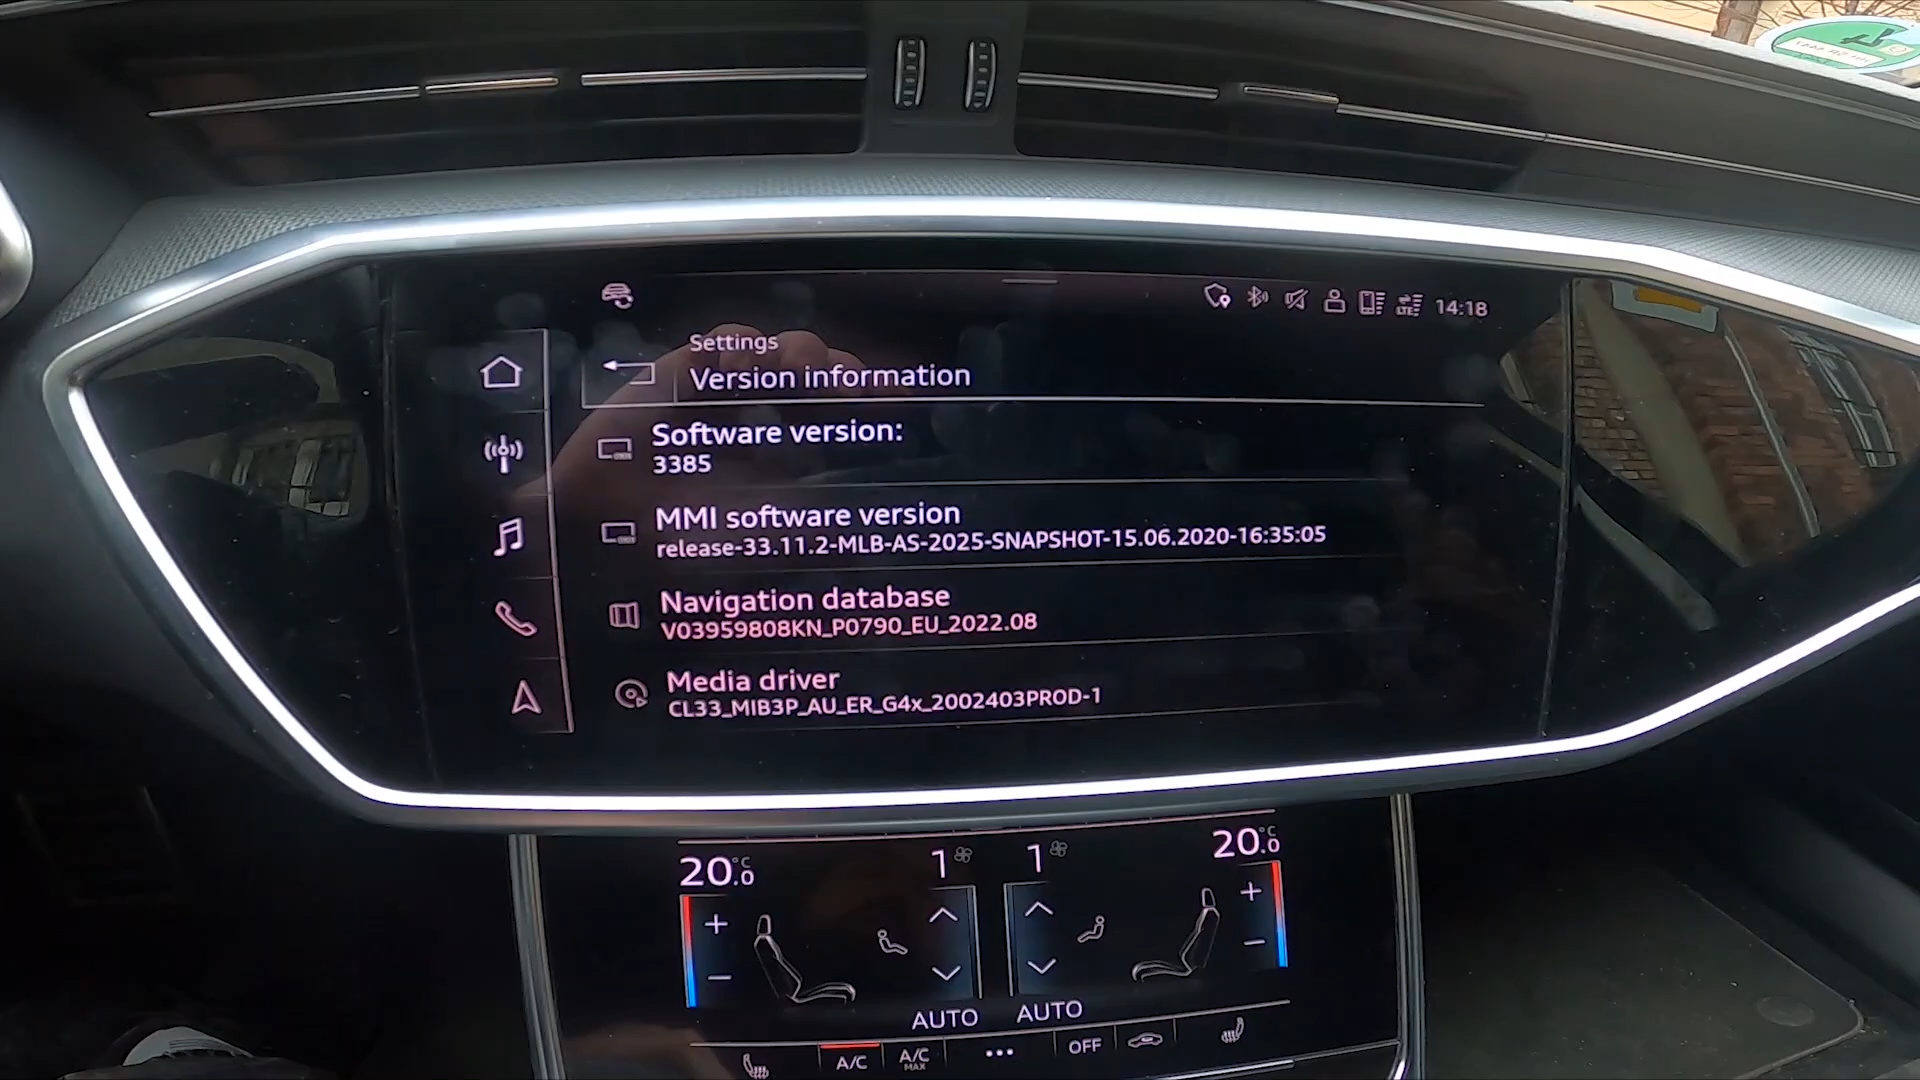 LTE 14:18
Settings
Version information
Software version:
3385
MMI software version
release-33.11.2-MLB-AS-2025-SNAPSHOT-15.06.2020-16:35:05
Navigation database
V03959808KN_P0790_EU_2022.08
Media driver
CL33_MIB3P_AU_ER_G4x_2002403PROD-1
20.0 °C 1 1 20.0 °C
+ +
− −
AUTO AUTO
A/C A/C MAX ••• OFF